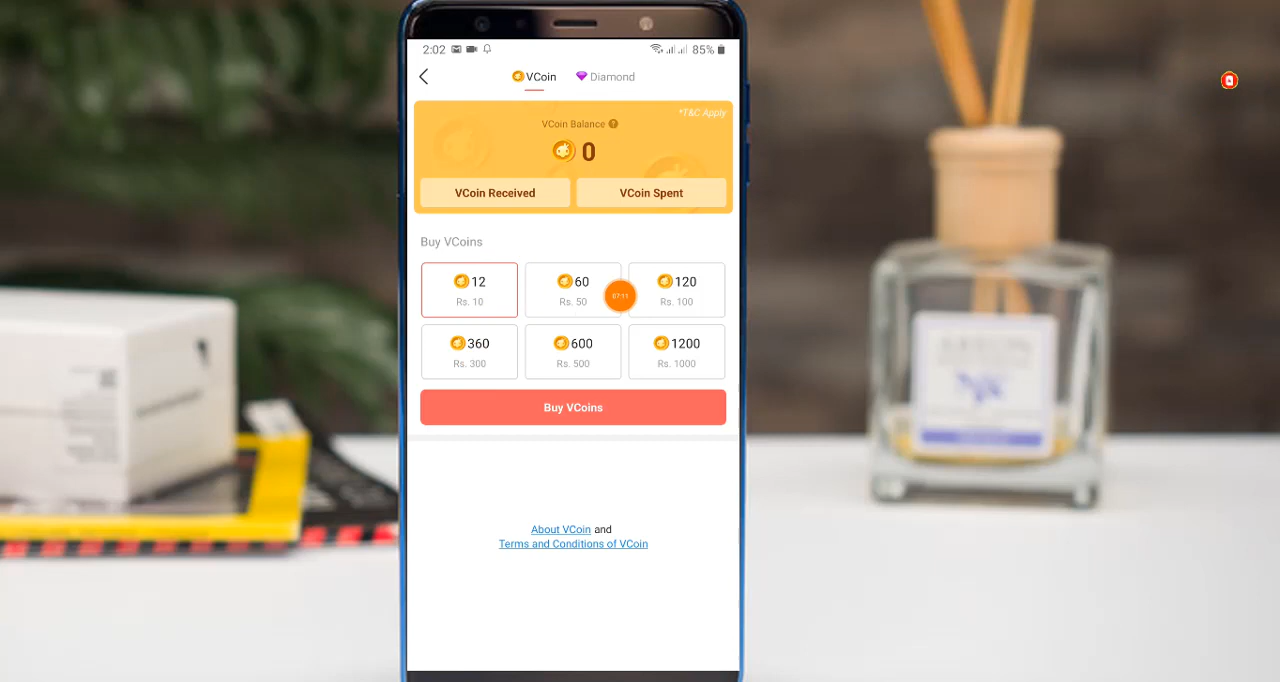 2:02
85%
VCoin Diamond
*T&C Apply
VCoin Balance
0
VCoin Received VCoin Spent
Buy VCoins
12 60 120
Rs. 10 Rs. 50 Rs. 100
07:11
360 600 1200
Rs. 300 Rs. 500 Rs. 1000
Buy VCoins
About VCoin and
Terms and Conditions of VCoin